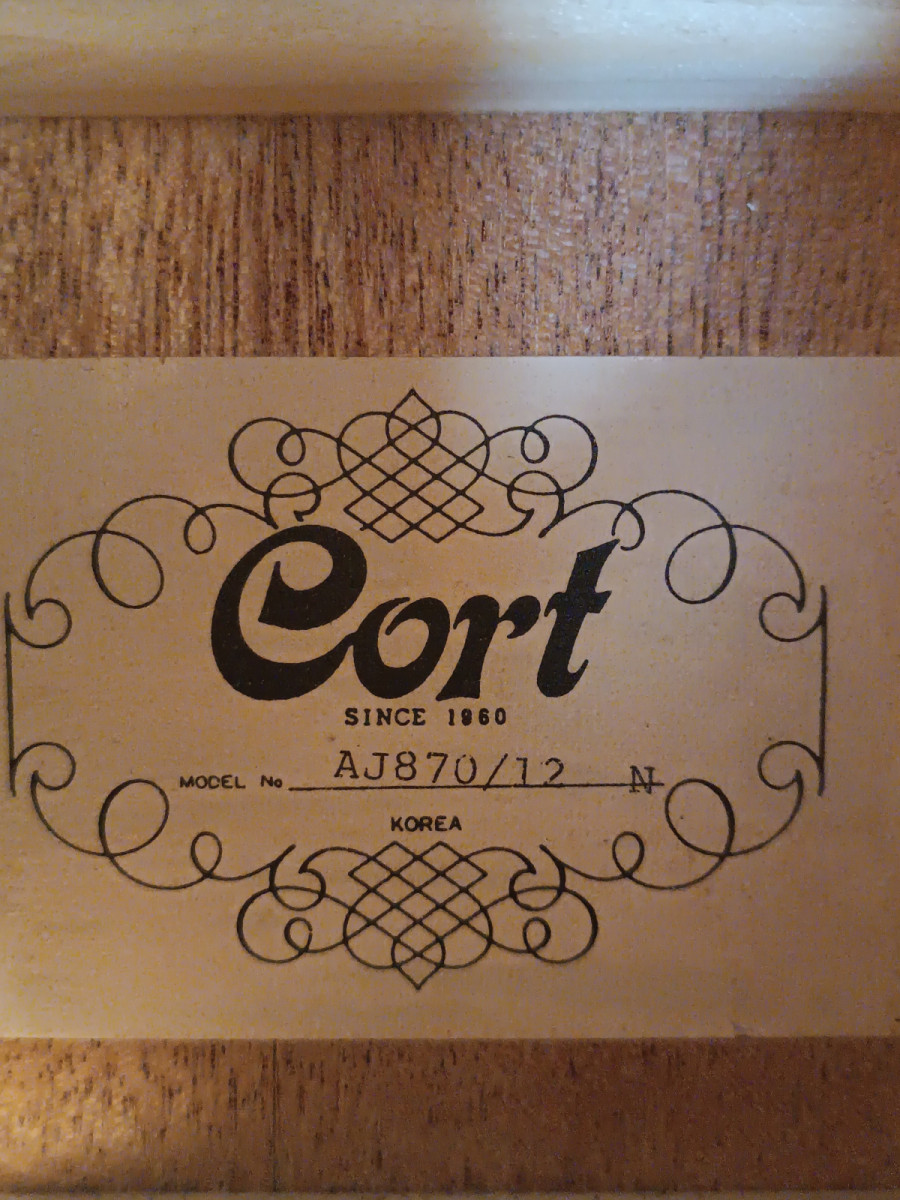 Cort
SINCE 1960
MODEL No AJ870/12 N
KOREA